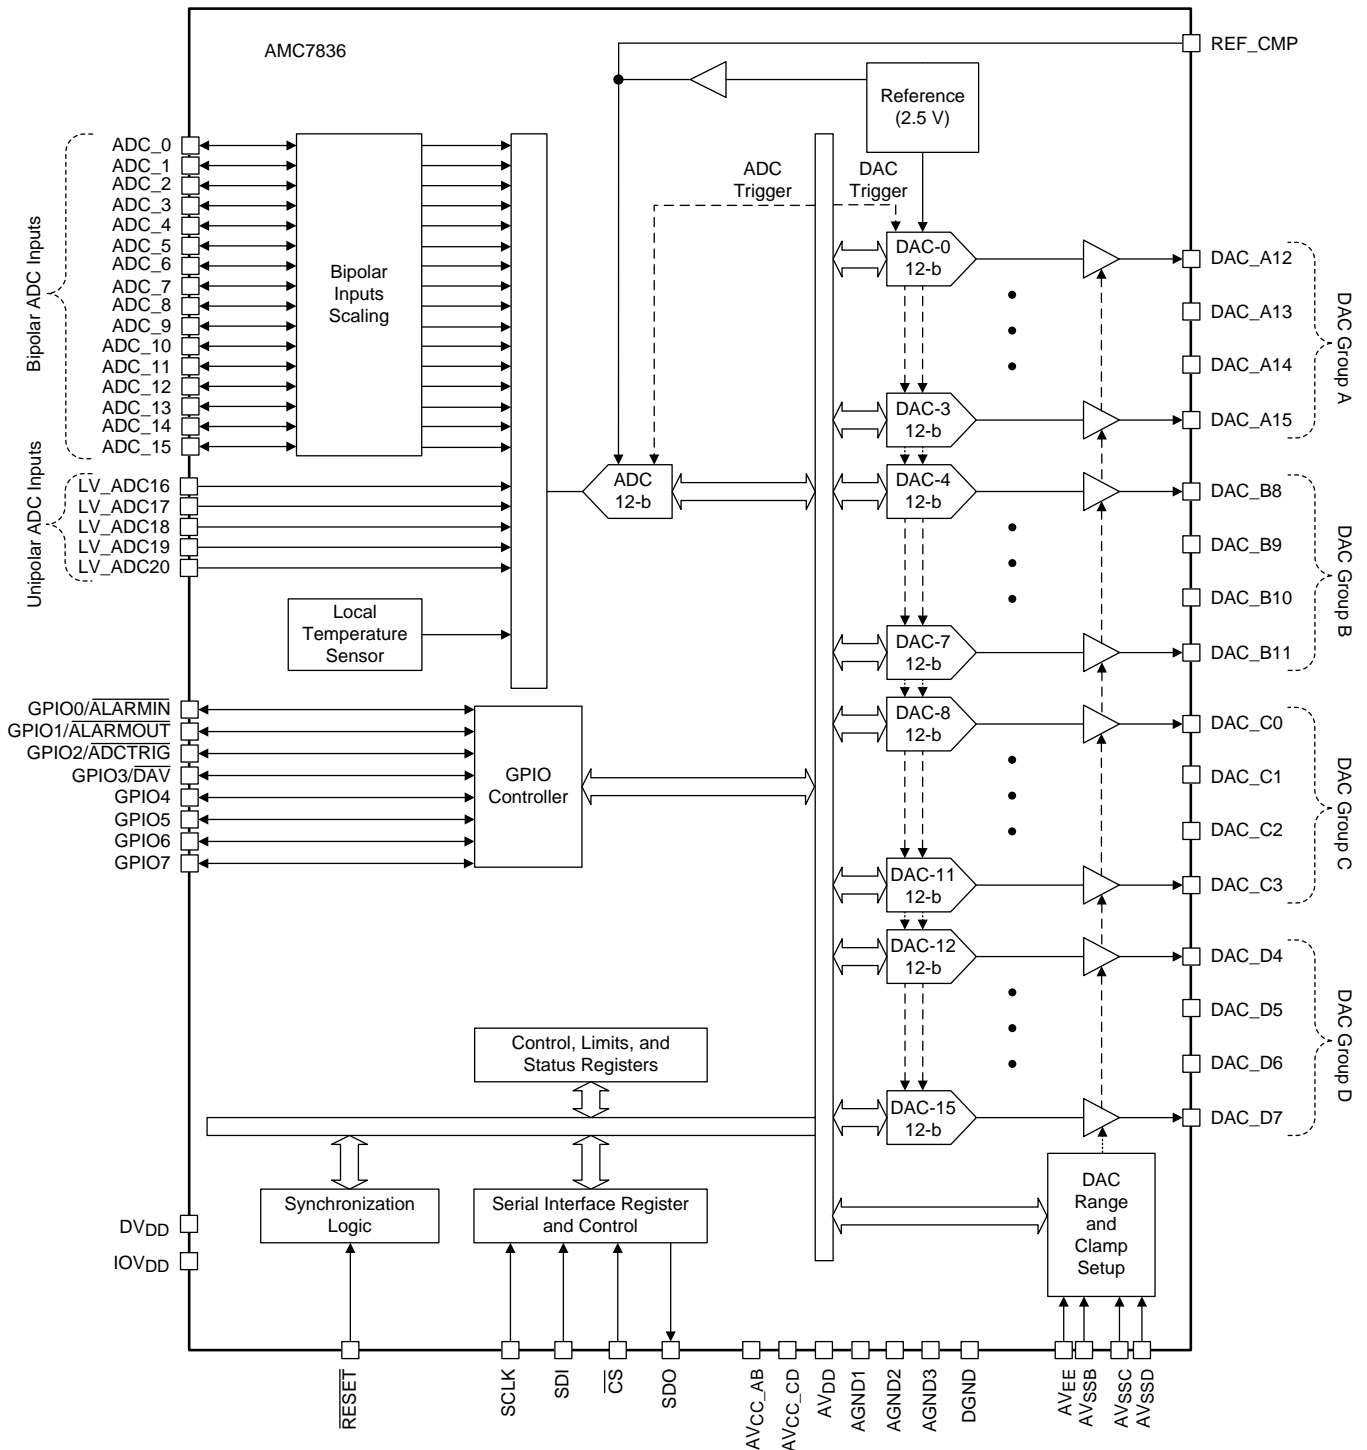 AMC7836
REF_CMP
Reference
(2.5 V)
ADC
Trigger
DAC
Trigger
Bipolar ADC Inputs
ADC_0
ADC_1
ADC_2
ADC_3
ADC_4
ADC_5
ADC_6
ADC_7
ADC_8
ADC_9
ADC_10
ADC_11
ADC_12
ADC_13
ADC_14
ADC_15
Bipolar
Inputs
Scaling
Unipolar ADC Inputs
LV_ADC16
LV_ADC17
LV_ADC18
LV_ADC19
LV_ADC20
Local
Temperature
Sensor
ADC
12-b
GPIO0/ALARMIN
GPIO1/ALARMOUT
GPIO2/ADCTRIG
GPIO3/DAV
GPIO4
GPIO5
GPIO6
GPIO7
GPIO
Controller
DAC-0
12-b
DAC-3
12-b
DAC-4
12-b
DAC-7
12-b
DAC-8
12-b
DAC-11
12-b
DAC-12
12-b
DAC-15
12-b
DAC_A12
DAC_A13
DAC_A14
DAC_A15
DAC Group A
DAC_B8
DAC_B9
DAC_B10
DAC_B11
DAC Group B
DAC_C0
DAC_C1
DAC_C2
DAC_C3
DAC Group C
DAC_D4
DAC_D5
DAC_D6
DAC_D7
DAC Group D
Control, Limits, and
Status Registers
Synchronization
Logic
Serial Interface Register
and Control
DAC
Range
and
Clamp
Setup
DVDD
IOVDD
RESET
SCLK
SDI
CS
SDO
AVCC_AB
AVCC_CD
AVDD
AGND1
AGND2
AGND3
DGND
AVEE
AVSSB
AVSSC
AVSSD